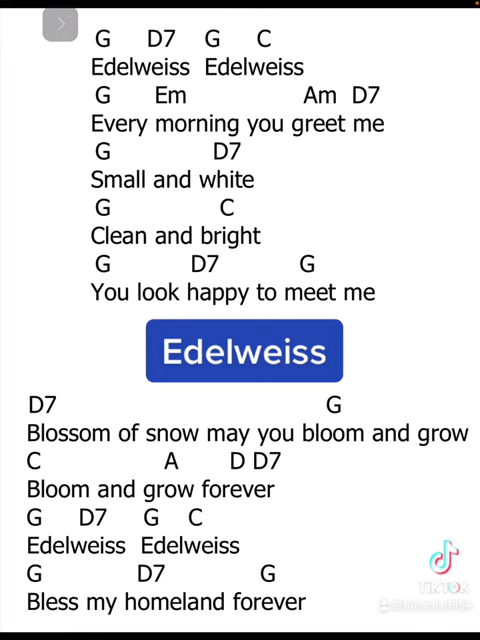 G D7 G C
Edelweiss Edelweiss
G Em Am D7
Every morning you greet me
G D7
Small and white
G C
Clean and bright
G D7 G
You look happy to meet me
Edelweiss
D7 G
Blossom of snow may you bloom and grow
C A D D7
Bloom and grow forever
G D7 G C
Edelweiss Edelweiss
G D7 G
Bless my homeland forever
TikTok